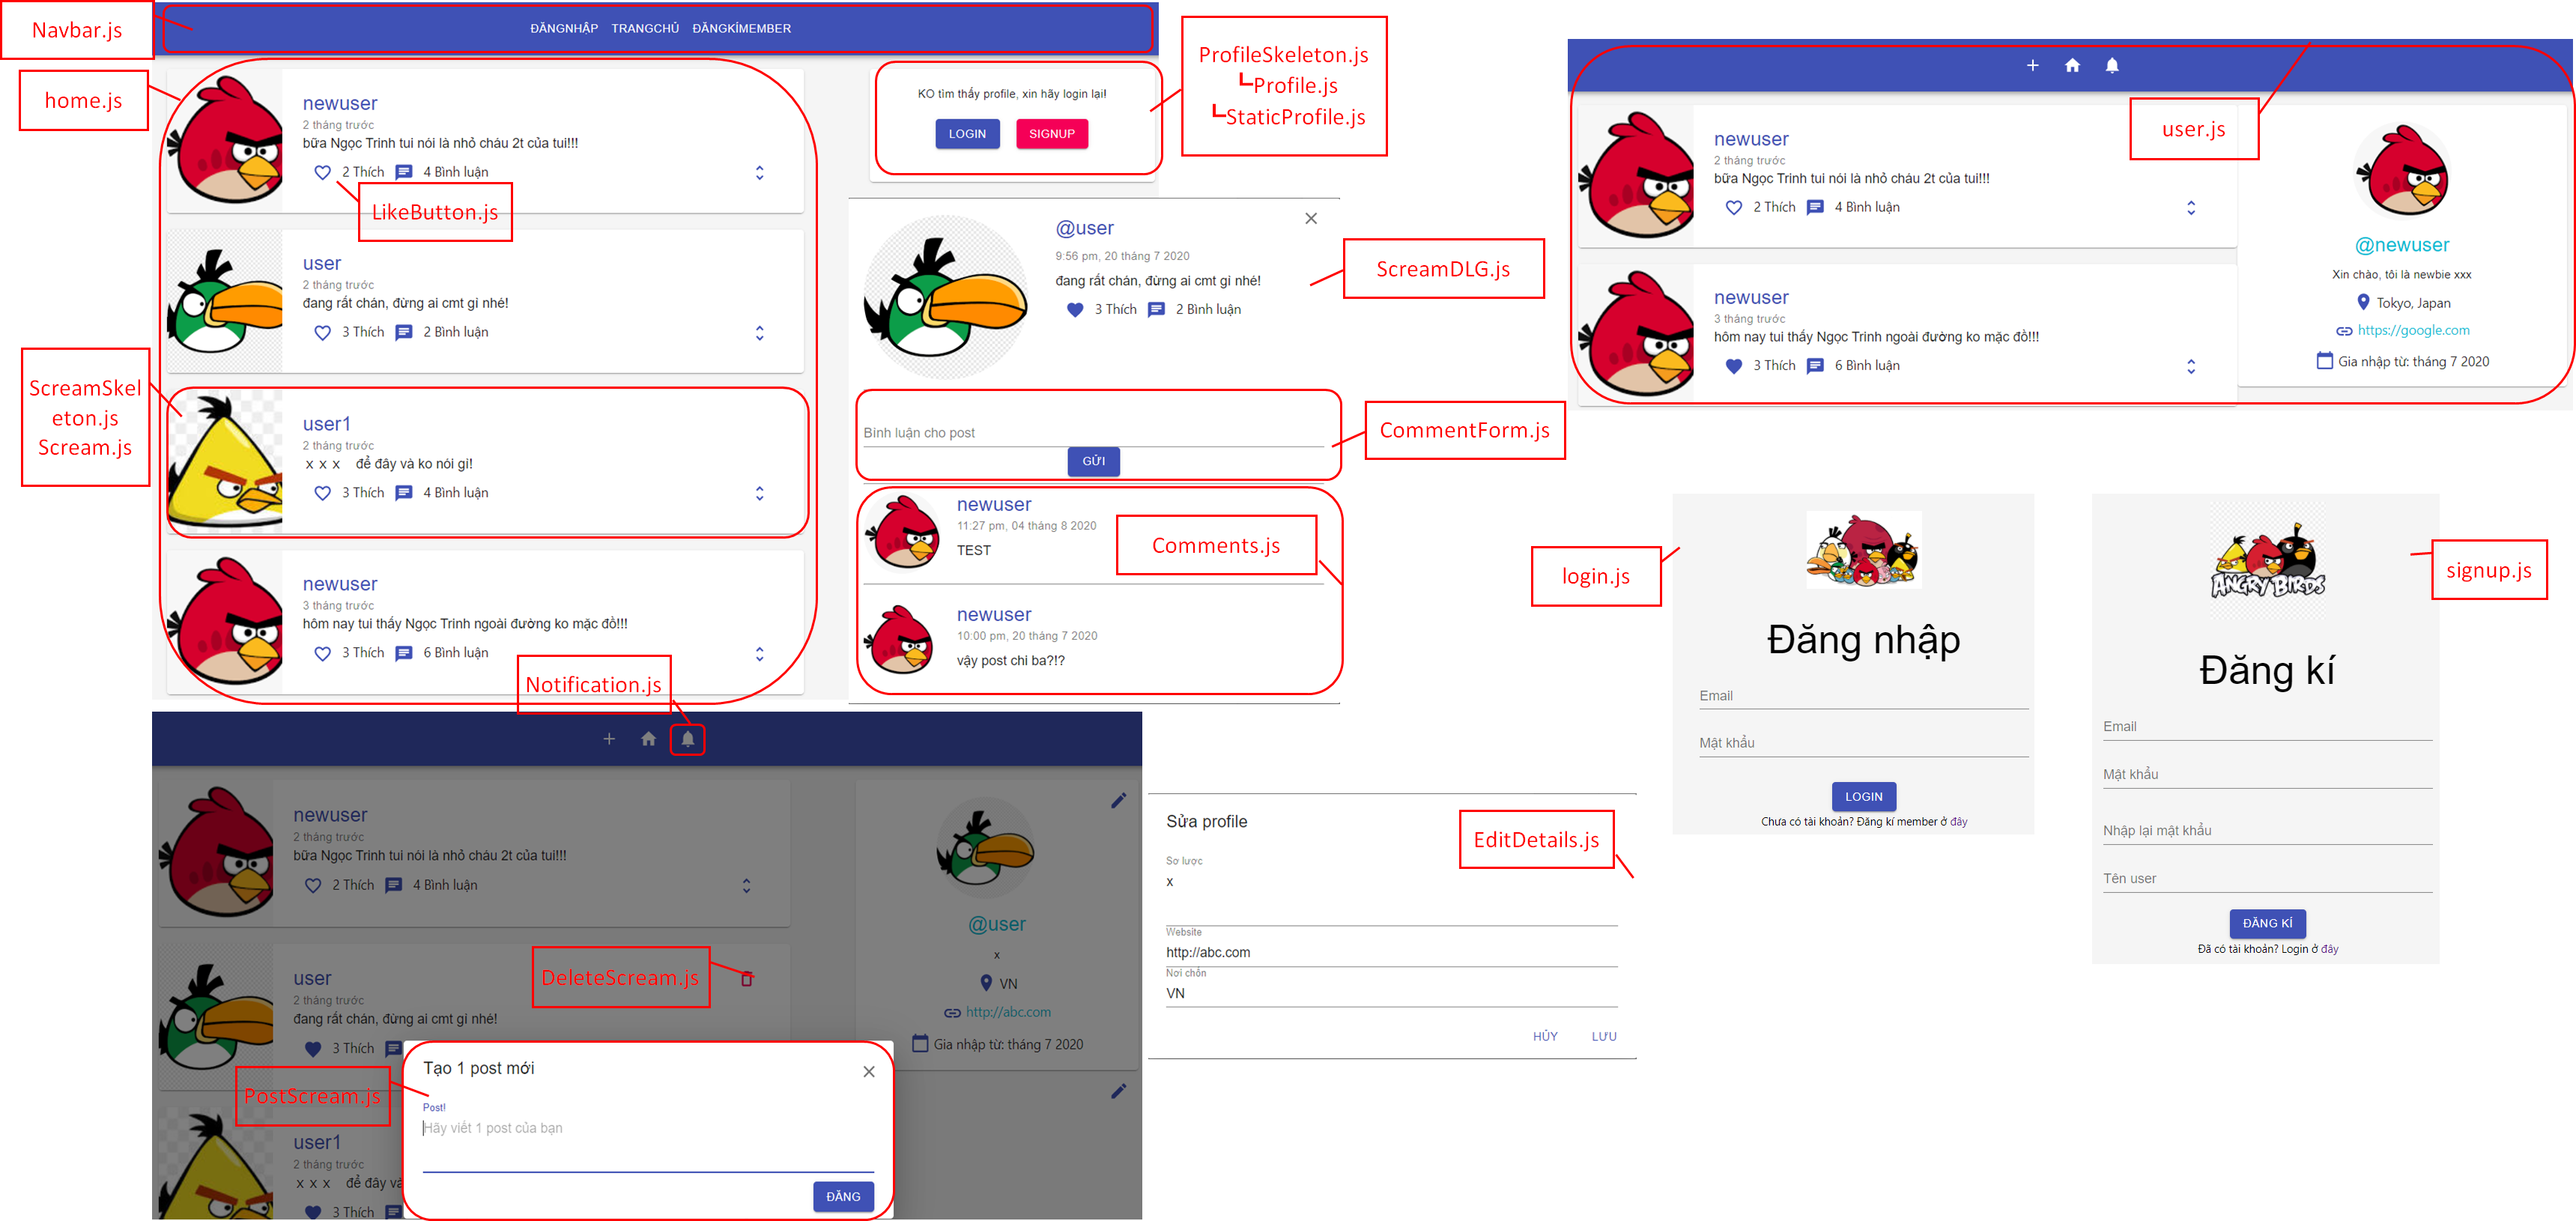 Navbar.js
ĐĂNGNHẬP TRANGCHỦ ĐĂNGKÍMEMBER
home.js
newuser
2 tháng trước
bữa Ngọc Trinh tui nói là nhỏ cháu 2t của tui!!!
2 Thích 4 Bình luận
LikeButton.js
user
2 tháng trước
đang rất chán, đừng ai cmt gì nhé!
3 Thích 2 Bình luận
ScreamSkel
eton.js
Scream.js
user1
2 tháng trước
x x x để đây và ko nói gì!
3 Thích 4 Bình luận
newuser
3 tháng trước
hôm nay tui thấy Ngọc Trinh ngoài đường ko mặc đồ!!!
3 Thích 6 Bình luận
KO tìm thấy profile, xin hãy login lại!
LOGIN SIGNUP
ProfileSkeleton.js
┗Profile.js
┗StaticProfile.js
@user
9:56 pm, 20 tháng 7 2020
đang rất chán, đừng ai cmt gì nhé!
3 Thích 2 Bình luận
ScreamDLG.js
Bình luận cho post
GỬI
CommentForm.js
newuser
11:27 pm, 04 tháng 8 2020
TEST
Comments.js
newuser
10:00 pm, 20 tháng 7 2020
vậy post chi ba?!?
user.js
newuser
2 tháng trước
bữa Ngọc Trinh tui nói là nhỏ cháu 2t của tui!!!
2 Thích 4 Bình luận
newuser
3 tháng trước
hôm nay tui thấy Ngọc Trinh ngoài đường ko mặc đồ!!!
3 Thích 6 Bình luận
@newuser
Xin chào, tôi là newbie xxx
Tokyo, Japan
https://google.com
Gia nhập từ: tháng 7 2020
Notification.js
newuser
2 tháng trước
bữa Ngọc Trinh tui nói là nhỏ cháu 2t của tui!!!
2 Thích 4 Bình luận
user
2 tháng trước
đang rất chán, đừng ai cmt gì nhé!
3 Thích
DeleteScream.js
user1
2 tháng trước
x x x để đây và
3 Thích
@user
x
VN
http://abc.com
Gia nhập từ: tháng 7 2020
PostScream.js
Tạo 1 post mới
Post!
Hãy viết 1 post của bạn
ĐĂNG
Sửa profile
EditDetails.js
Sơ lược
x
Website
http://abc.com
Nơi chốn
VN
HỦY LƯU
login.js
Đăng nhập
Email
Mật khẩu
LOGIN
Chưa có tài khoản? Đăng kí member ở đây
signup.js
ANGRY BIRDS
Đăng kí
Email
Mật khẩu
Nhập lại mật khẩu
Tên user
ĐĂNG KÍ
Đã có tài khoản? Login ở đây